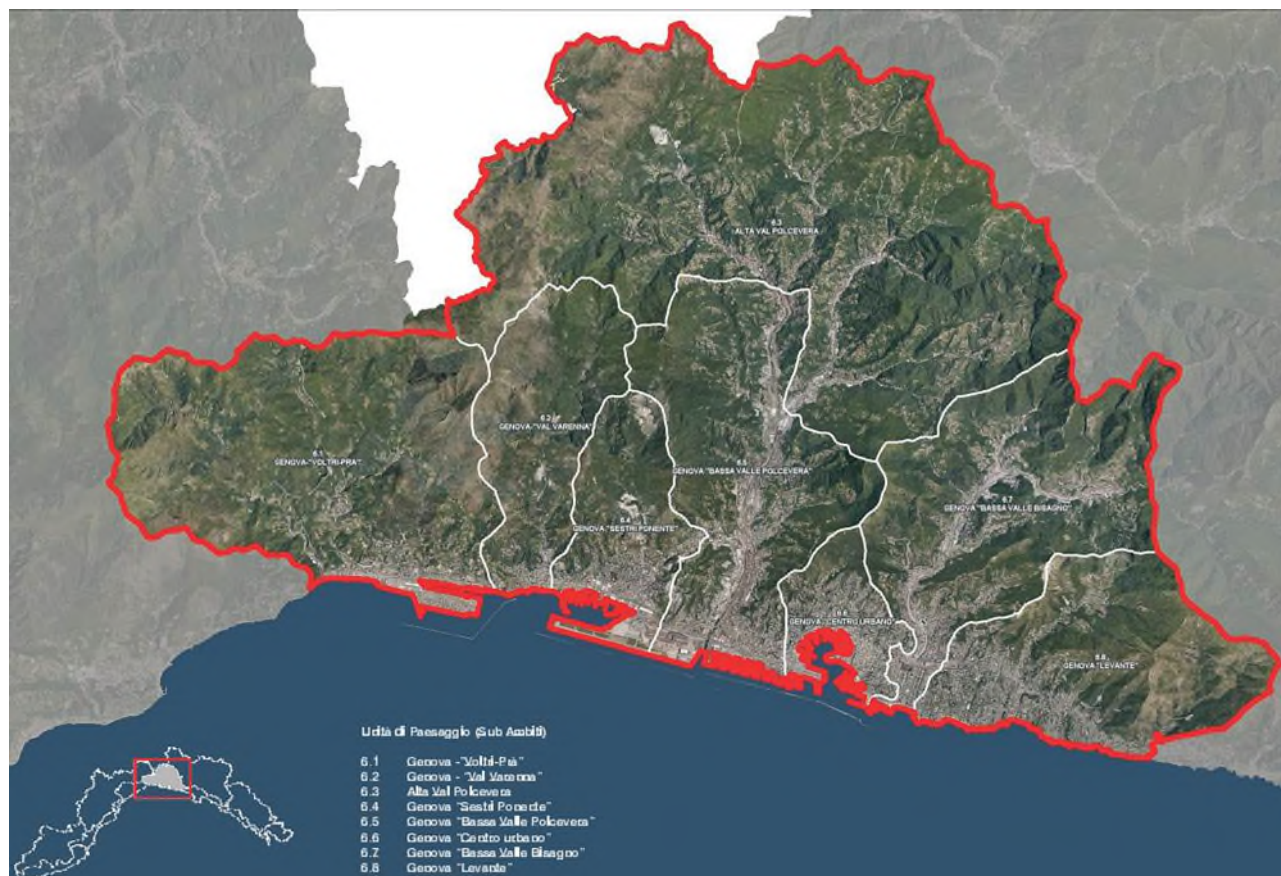 6.3
ALTA VAL POLCEVERA
6.2
GENOVA-"VAL VARENNA"
6.1
GENOVA-"VOLTRI-PRÀ"
6.5
GENOVA "BASSA VALLE POLCEVERA"
6.7
GENOVA "BASSA VALLE BISAGNO"
6.4
GENOVA "SESTRI PONENTE"
6.6
GENOVA "CENTRO URBANO"
6.8
GENOVA "LEVANTE"
Unità di Paesaggio (Sub Ambiti)
6.1 Genova -"Voltri-Prà"
6.2 Genova - "Val Varenna"
6.3 Alta Val Polcevera
6.4 Genova "Sestri Ponente"
6.5 Genova "Bassa Valle Polcevera"
6.6 Genova "Centro urbano"
6.7 Genova "Bassa Valle Bisagno"
6.8 Genova "Levante"